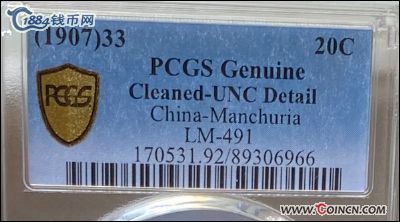 1884钱币网
(1907)33 20C
PCGS Genuine
PCGS
Cleaned-UNC Detail
China-Manchuria
LM-491
170531.92/89306966
www.COINCN.COM